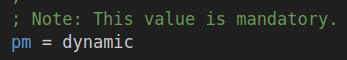 ; Note: This value is mandatory.
pm = dynamic